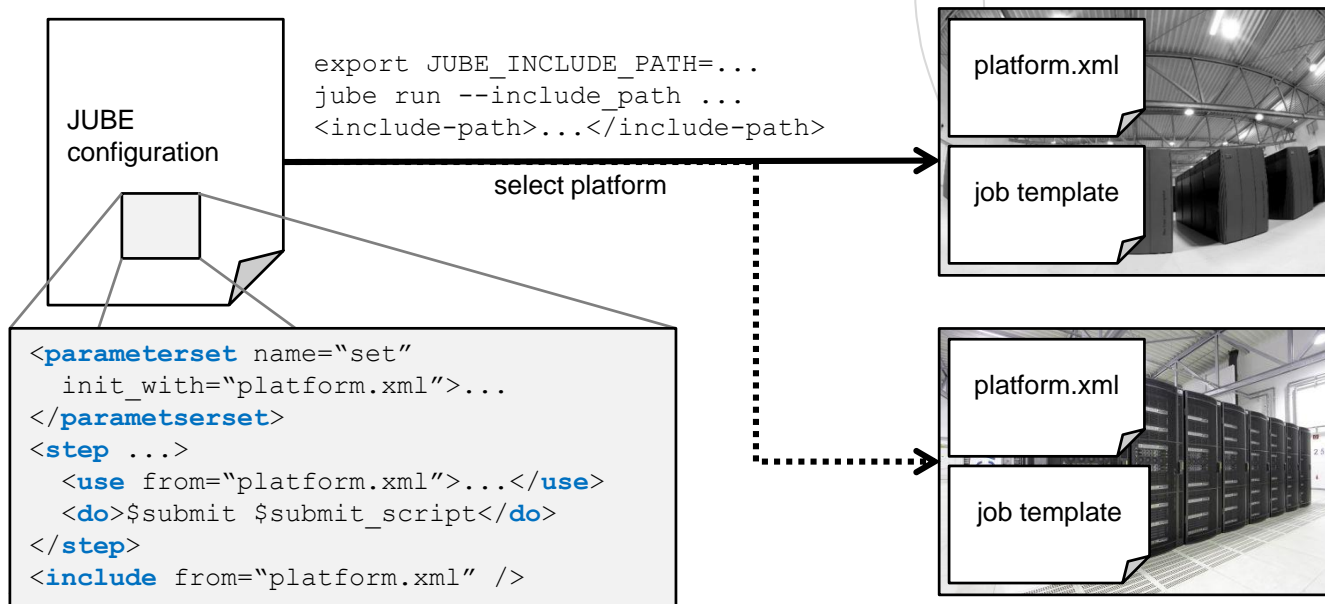 export JUBE_INCLUDE_PATH=...
jube run --include_path ...
<include-path>...</include-path>
JUBE
configuration
select platform
platform.xml
job template
<parameterset name=“set”
init_with=“platform.xml”>...
</parametserset>
<step ...>
<use from=“platform.xml”>...</use>
<do>$submit $submit_script</do>
</step>
<include from=“platform.xml” />
platform.xml
job template